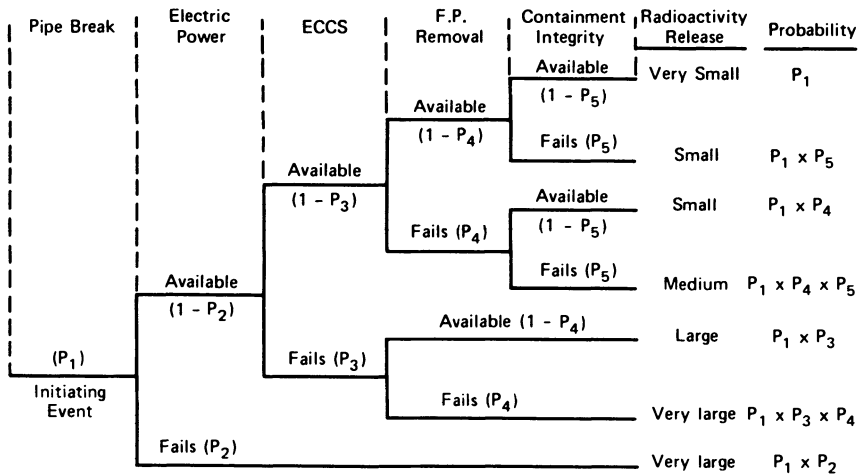 Pipe Break
Electric
Power
ECCS
F.P.
Removal
Containment
Integrity
Radioactivity
Release
Probability
Available
(1 - P5)
Very Small
P1
Available
(1 - P4)
Fails (P5)
Small
P1 x P5
Available
(1 - P3)
Available
(1 - P5)
Small
P1 x P4
Fails (P4)
Fails (P5)
Medium
P1 x P4 x P5
Available
(1 - P2)
Available (1 - P4)
Large
P1 x P3
(P1)
Initiating
Event
Fails (P3)
Fails (P4)
Very large
P1 x P3 x P4
Fails (P2)
Very large
P1 x P2